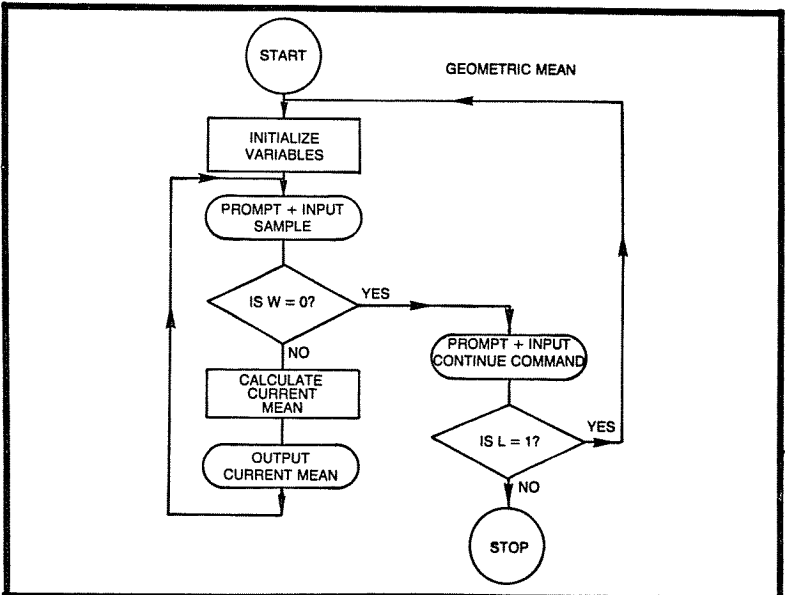 START
GEOMETRIC MEAN
INITIALIZE
VARIABLES
PROMPT + INPUT
SAMPLE
IS W = 0?
YES
NO
CALCULATE
CURRENT
MEAN
OUTPUT
CURRENT MEAN
PROMPT + INPUT
CONTINUE COMMAND
IS L = 1?
YES
NO
STOP